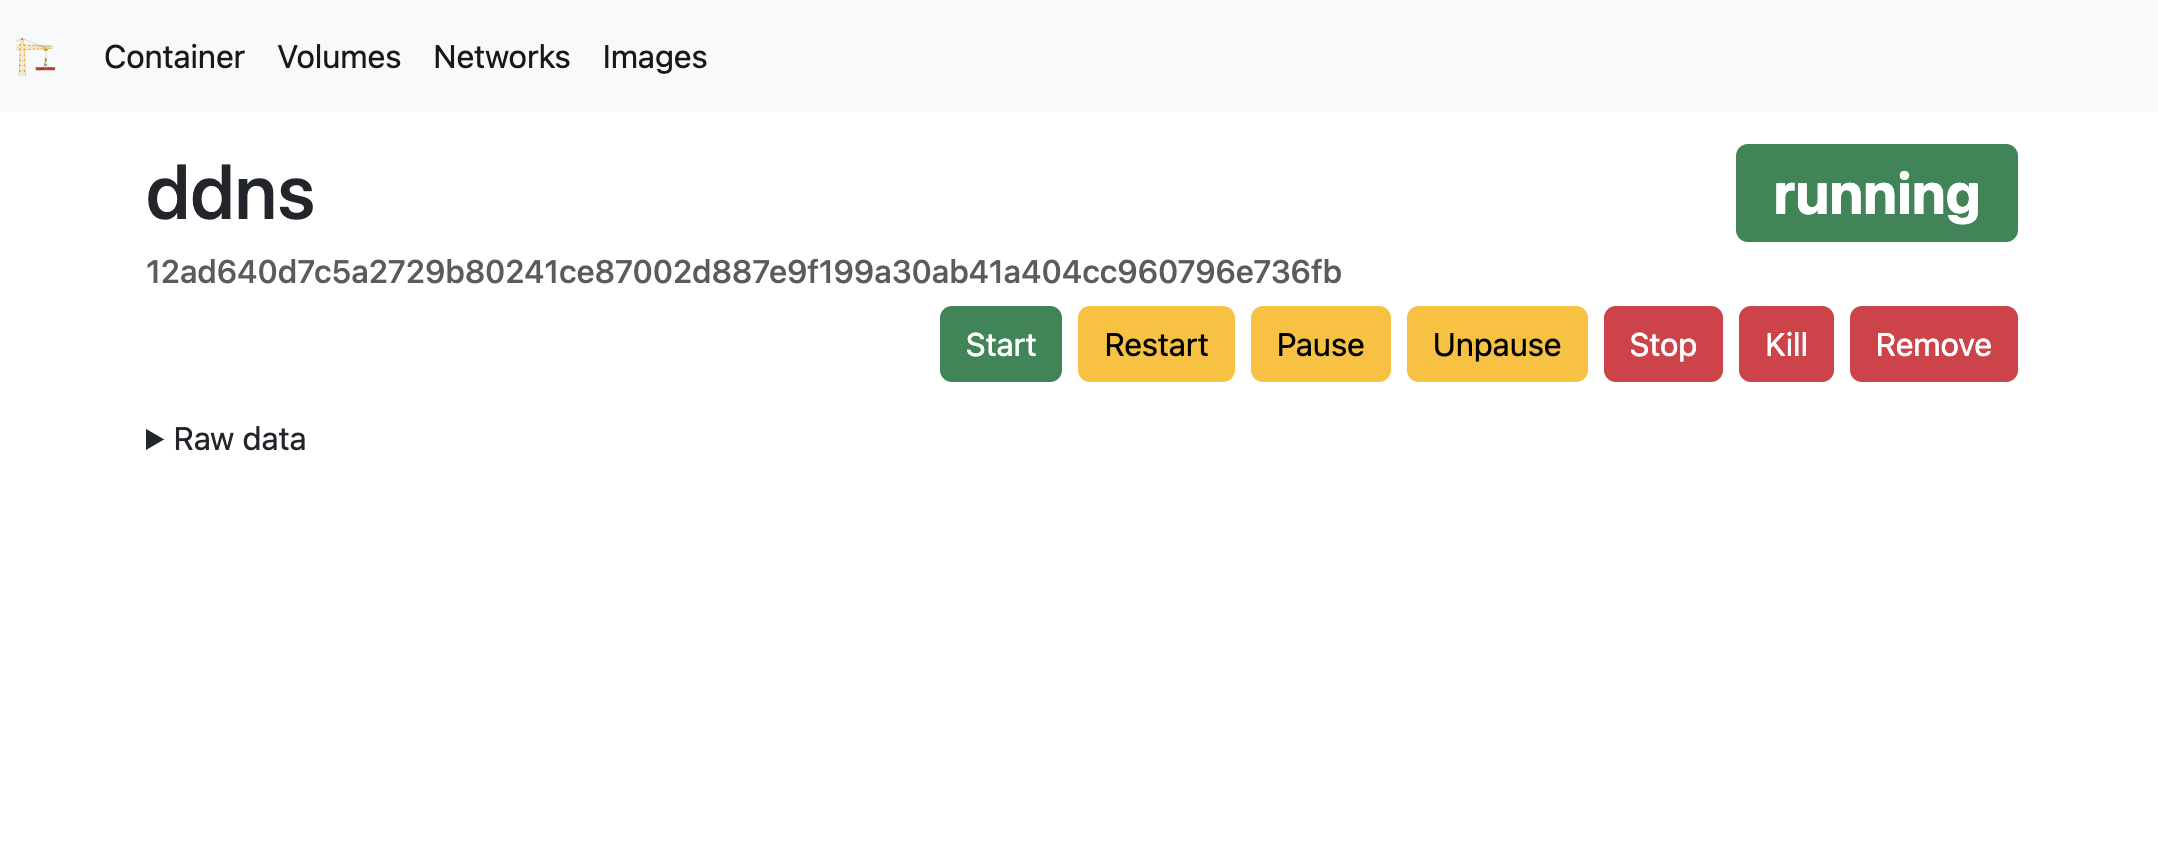 Container Volumes Networks Images
ddns running
12ad640d7c5a2729b80241ce87002d887e9f199a30ab41a404cc960796e736fb
Start Restart Pause Unpause Stop Kill Remove
Raw data